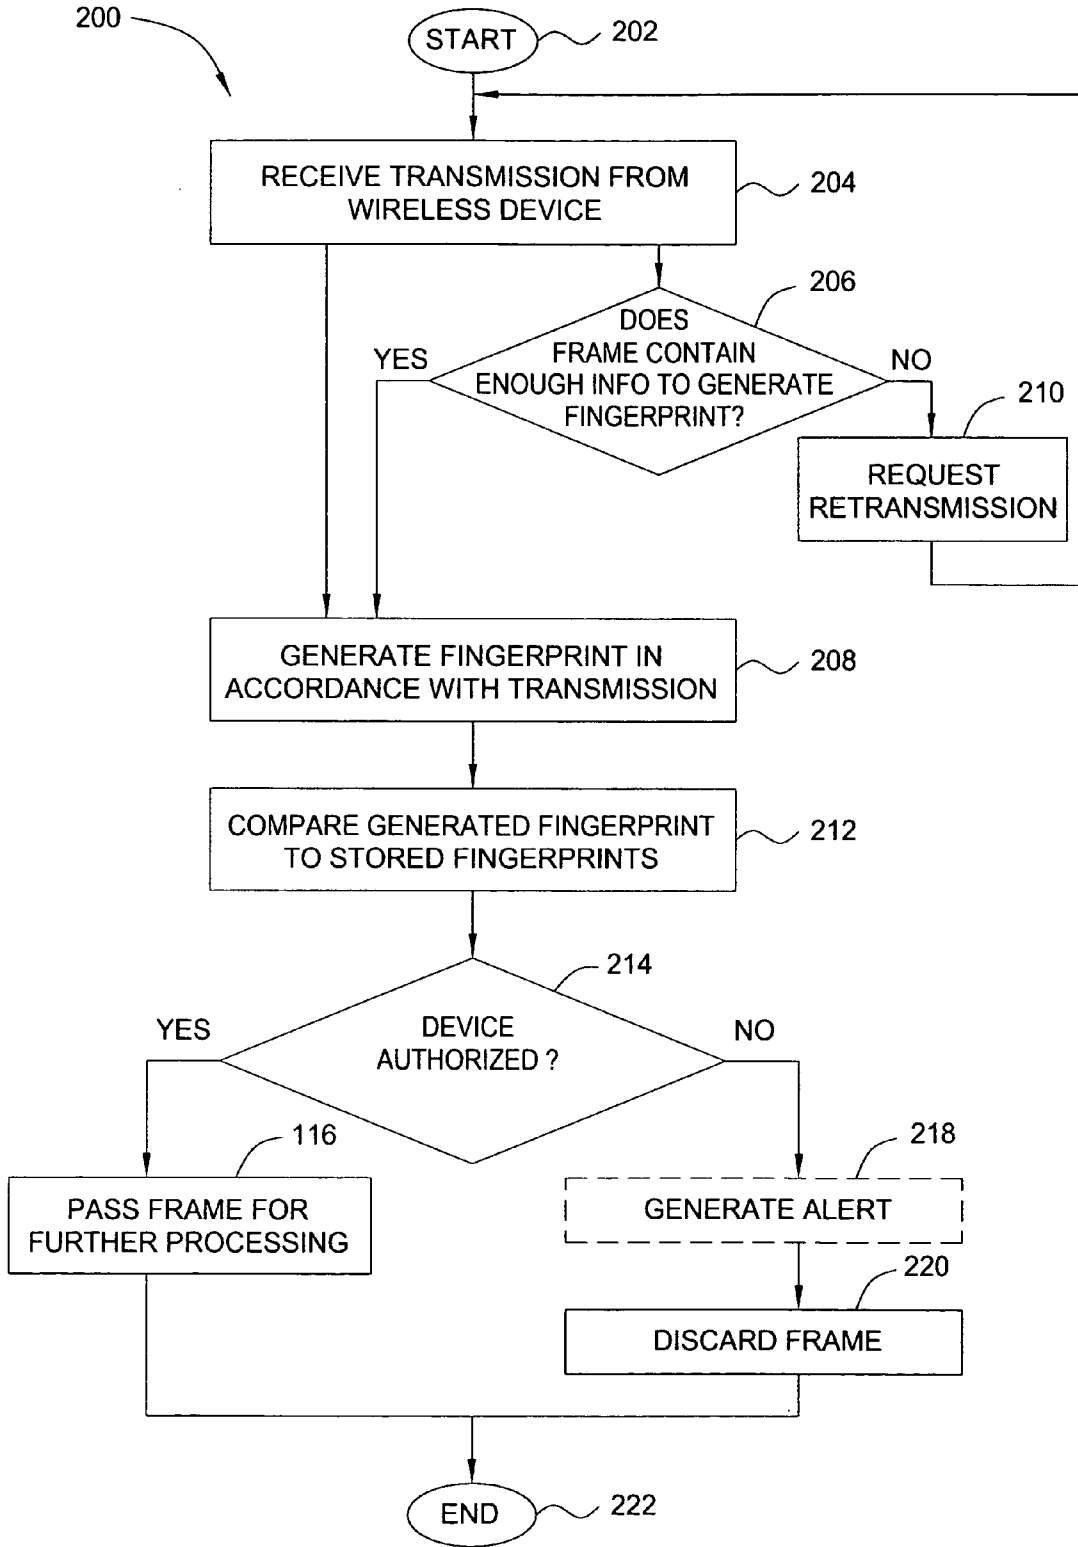 200
START
202
RECEIVE TRANSMISSION FROM
WIRELESS DEVICE
204
206
DOES
FRAME CONTAIN
ENOUGH INFO TO GENERATE
FINGERPRINT?
YES
NO
210
REQUEST
RETRANSMISSION
GENERATE FINGERPRINT IN
ACCORDANCE WITH TRANSMISSION
208
COMPARE GENERATED FINGERPRINT
TO STORED FINGERPRINTS
212
214
DEVICE
AUTHORIZED ?
YES
NO
116
PASS FRAME FOR
FURTHER PROCESSING
218
GENERATE ALERT
220
DISCARD FRAME
END
222